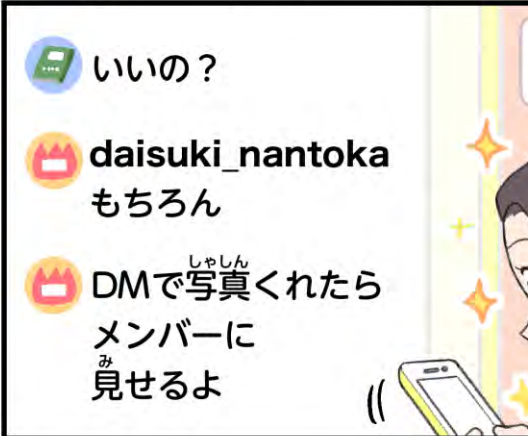 いいの？
daisuki_nantoka
もちろん
DMで写真くれたら
しゃしん
メンバーに
見せるよ
み